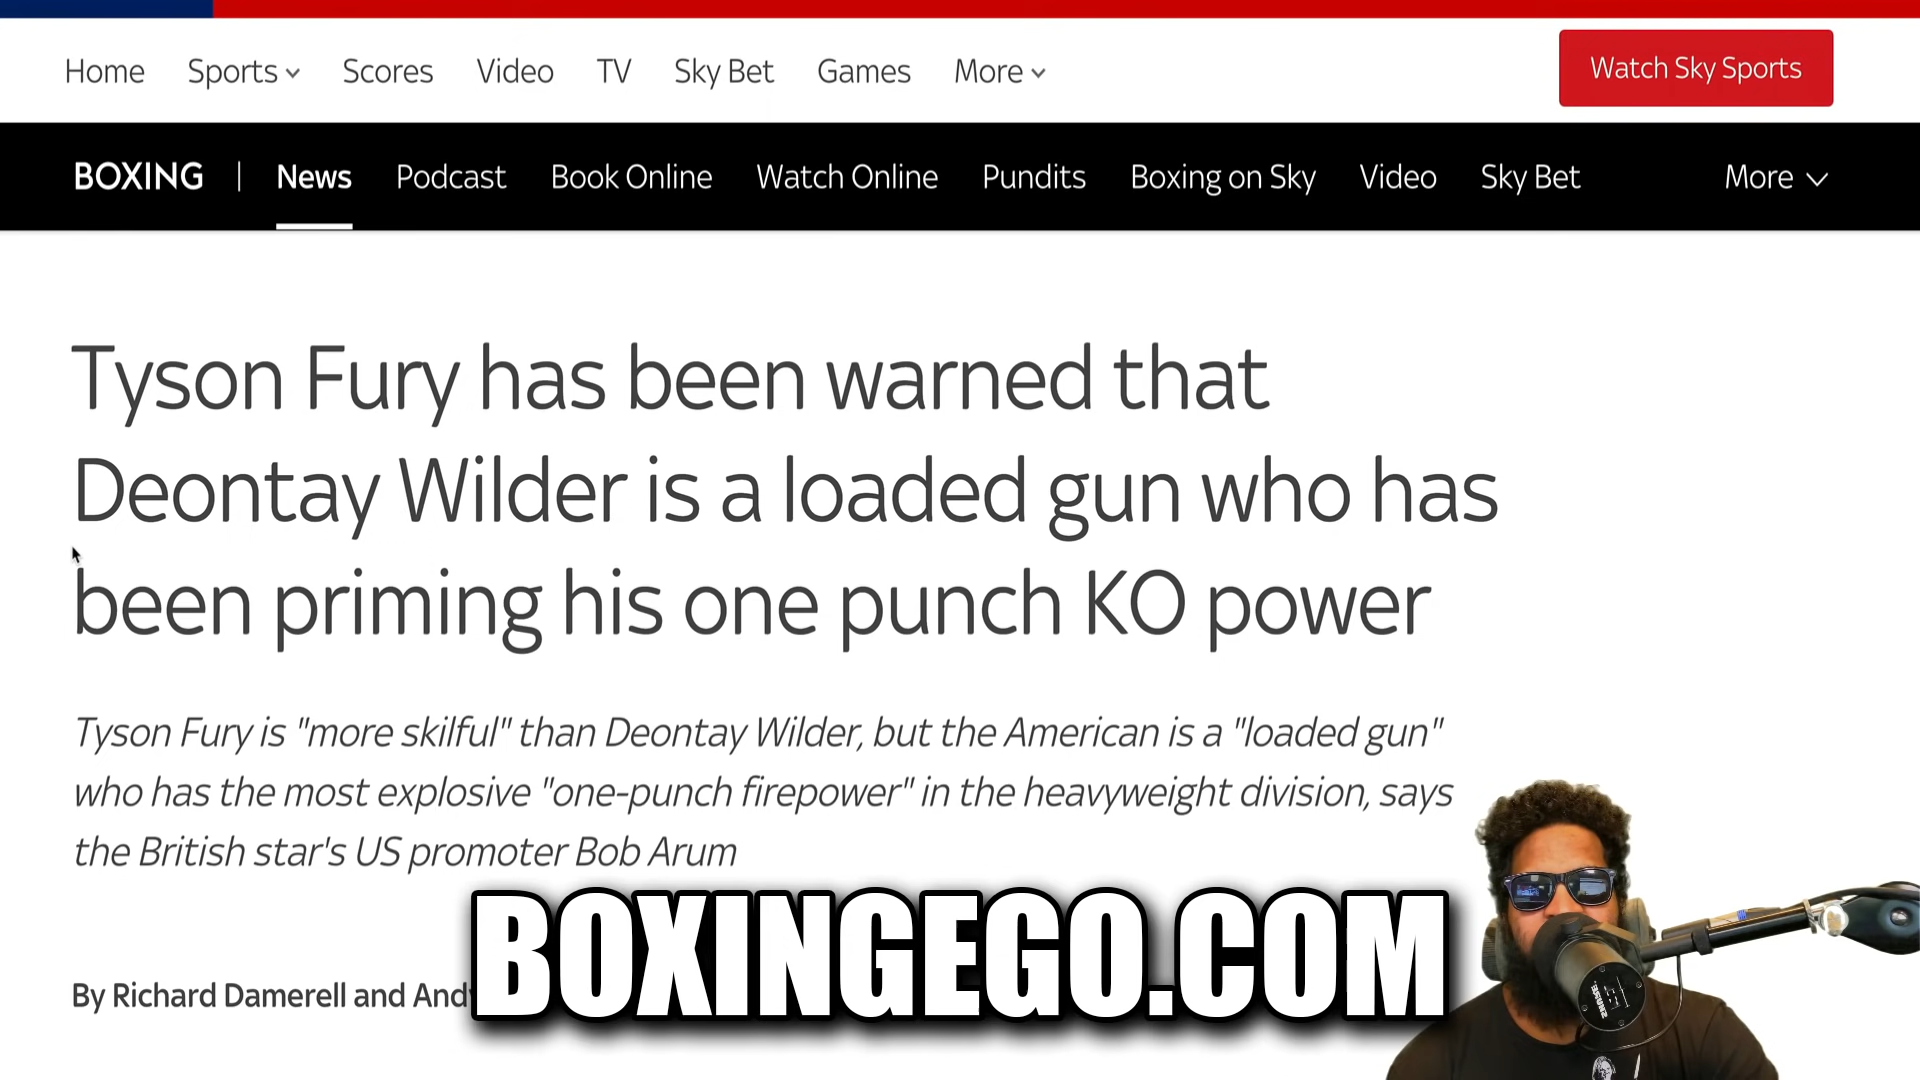 Home Sports Scores Video TV Sky Bet Games More Watch Sky Sports
BOXING | News Podcast Book Online Watch Online Pundits Boxing on Sky Video Sky Bet More
Tyson Fury has been warned that
Deontay Wilder is a loaded gun who has
been priming his one punch KO power
Tyson Fury is "more skilful" than Deontay Wilder, but the American is a "loaded gun"
who has the most explosive "one-punch firepower" in the heavyweight division, says
the British star's US promoter Bob Arum
By Richard Damerell and
BOXINGEGO.COM
SHURE